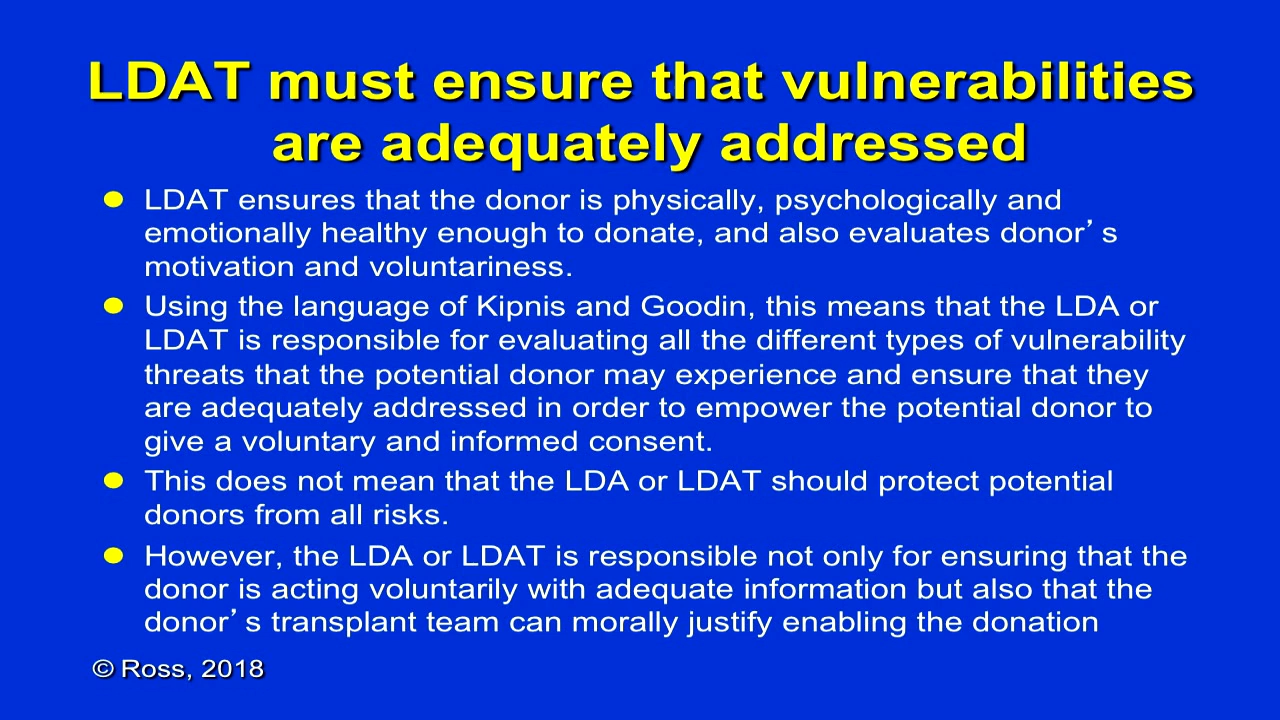 LDAT must ensure that vulnerabilities
are adequately addressed
LDAT ensures that the donor is physically, psychologically and
emotionally healthy enough to donate, and also evaluates donor’s
motivation and voluntariness.
Using the language of Kipnis and Goodin, this means that the LDA or
LDAT is responsible for evaluating all the different types of vulnerability
threats that the potential donor may experience and ensure that they
are adequately addressed in order to empower the potential donor to
give a voluntary and informed consent.
This does not mean that the LDA or LDAT should protect potential
donors from all risks.
However, the LDA or LDAT is responsible not only for ensuring that the
donor is acting voluntarily with adequate information but also that the
donor’s transplant team can morally justify enabling the donation
© Ross, 2018